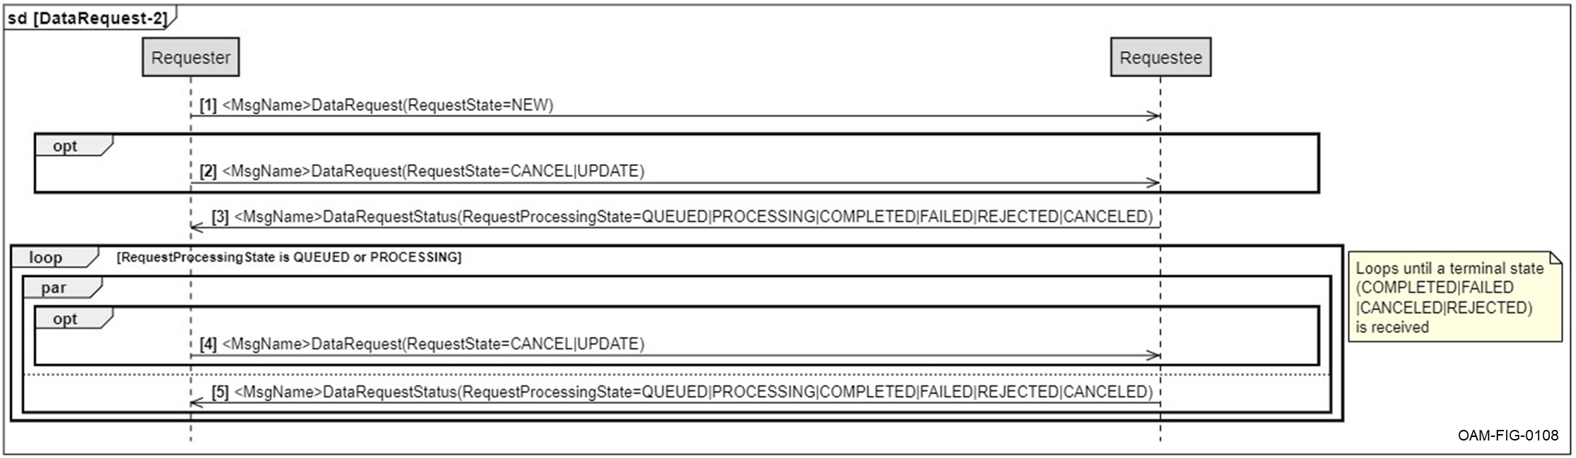 sd [DataRequest-2]
Requester
Requestee
[1] <MsgName>DataRequest(RequestState=NEW)
opt
[2] <MsgName>DataRequest(RequestState=CANCEL|UPDATE)
[3] <MsgName>DataRequestStatus(RequestProcessingState=QUEUED|PROCESSING|COMPLETED|FAILED|REJECTED|CANCELED)
loop
[RequestProcessingState is QUEUED or PROCESSING]
Loops until a terminal state
(COMPLETED|FAILED
|CANCELED|REJECTED)
is received
par
opt
[4] <MsgName>DataRequest(RequestState=CANCEL|UPDATE)
[5] <MsgName>DataRequestStatus(RequestProcessingState=QUEUED|PROCESSING|COMPLETED|FAILED|REJECTED|CANCELED)
OAM-FIG-0108